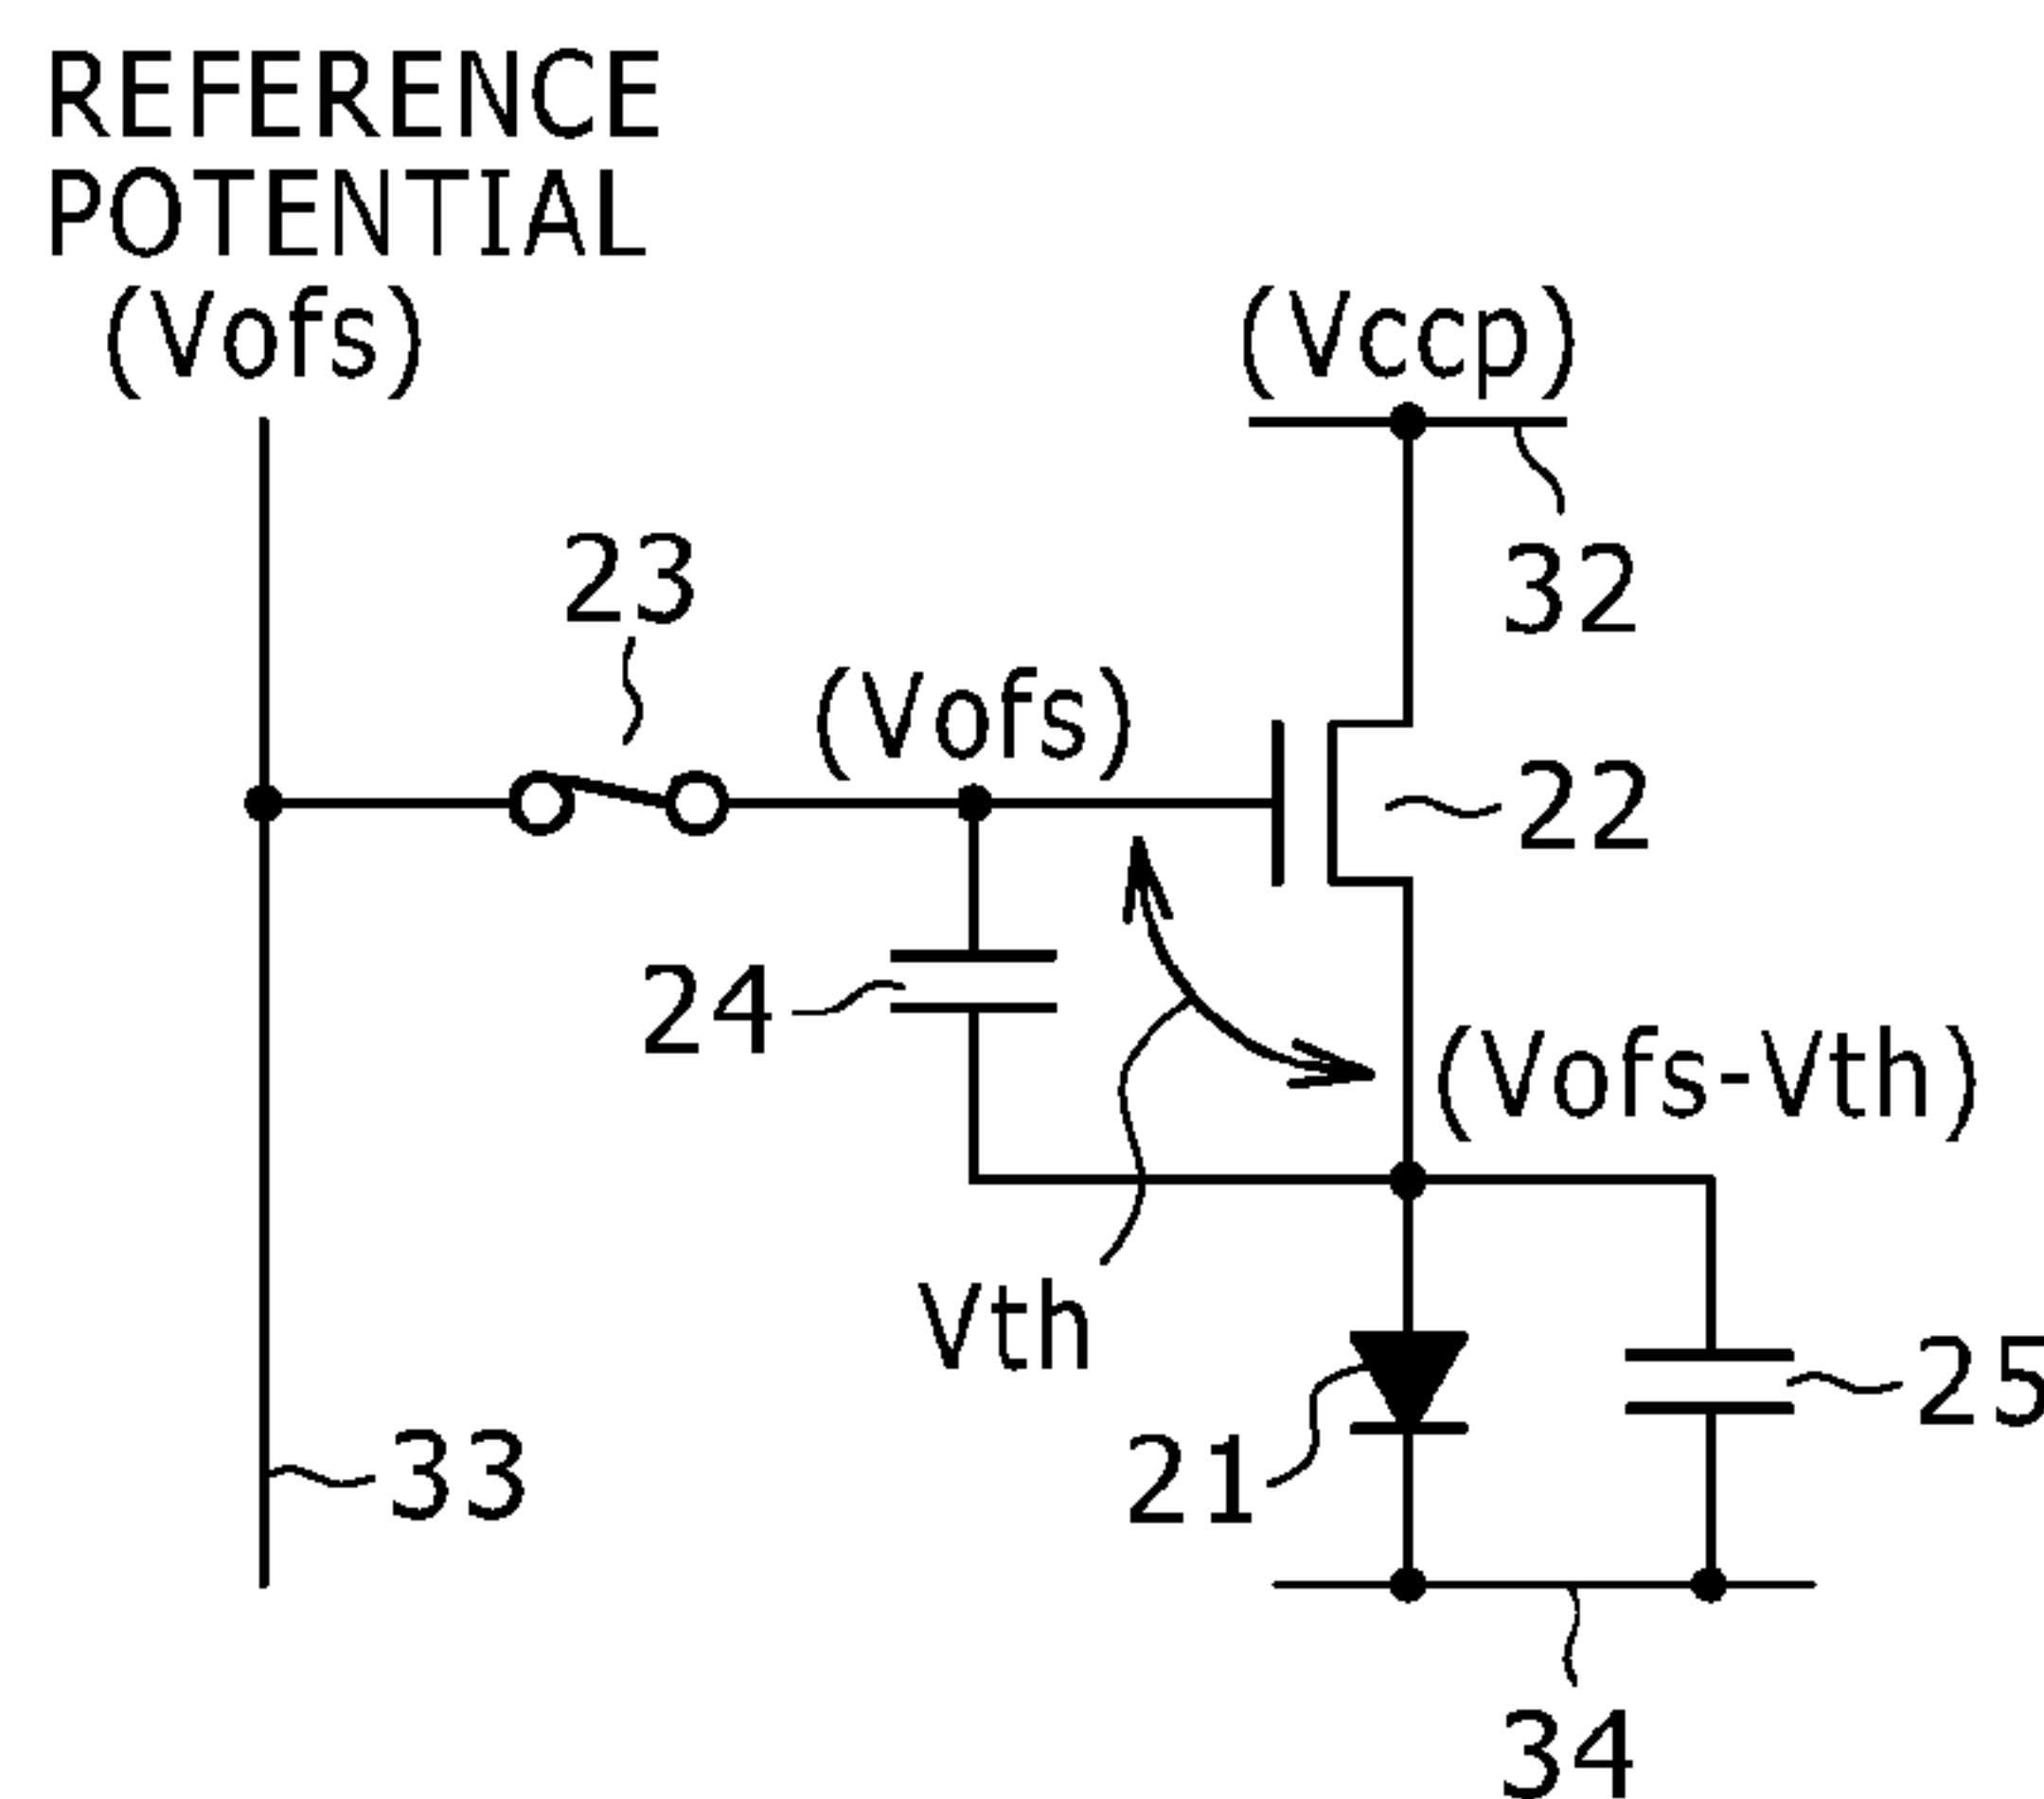 REFERENCE
POTENTIAL
(Vofs)
(Vccp)
32
23
(Vofs)
22
24
(Vofs-Vth)
Vth
25
21
33
34